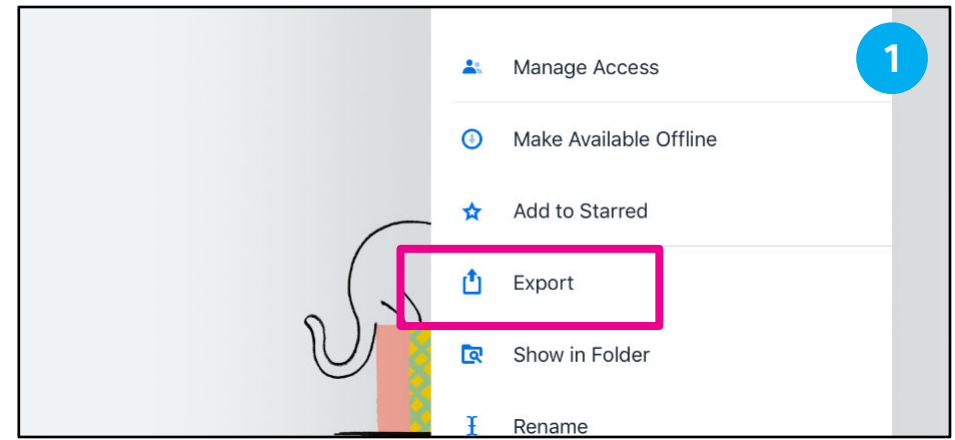 1
Manage Access
Make Available Offline
Add to Starred
Export
Show in Folder
Rename